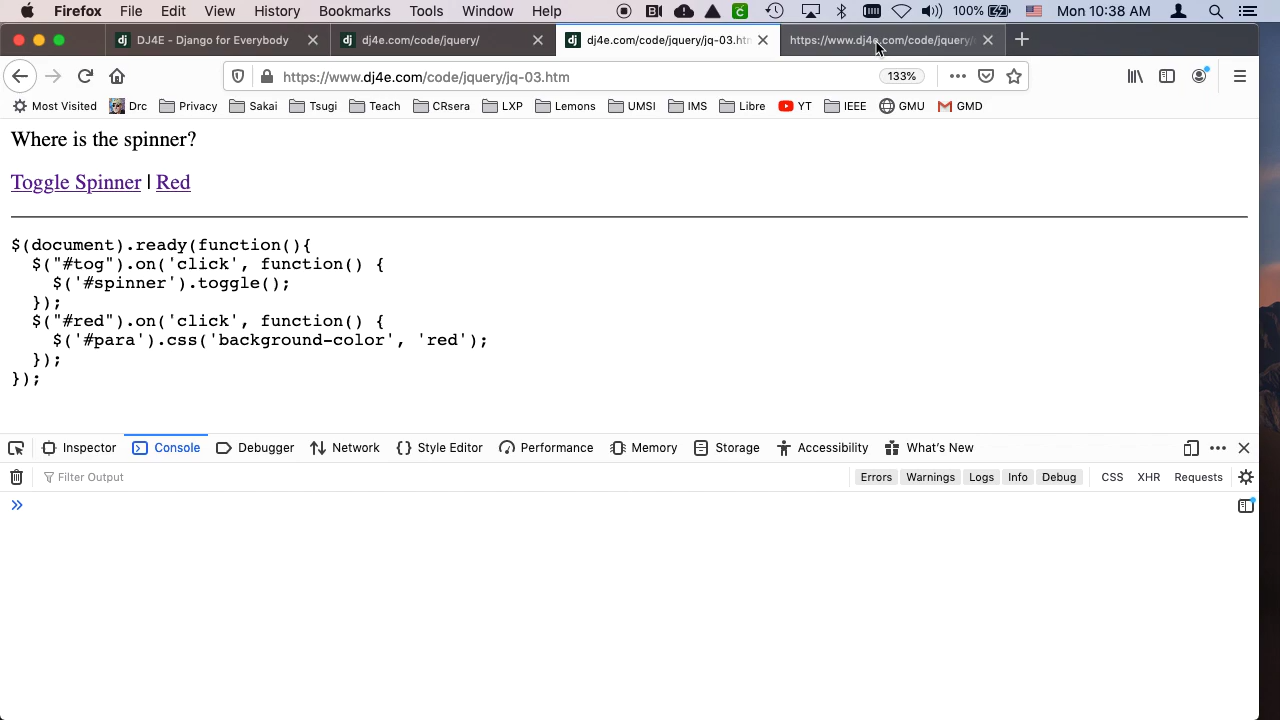 Firefox File Edit View History Bookmarks Tools Window Help 100% Mon 10:38 AM
dj DJ4E - Django for Everybody dj dj4e.com/code/jquery/ dj dj4e.com/code/jquery/jq-03.htm https://www.dj4e.com/code/jquery/
https://www.dj4e.com/code/jquery/jq-03.htm 133%
Most Visited Drc Privacy Sakai Tsugi Teach CRsera LXP Lemons UMSI IMS Libre YT IEEE GMU GMD
Where is the spinner?
Toggle Spinner | Red
$(document).ready(function(){
  $("#tog").on('click', function() {
    $('#spinner').toggle();
  });
  $("#red").on('click', function() {
    $('#para').css('background-color', 'red');
  });
});
Inspector Console Debugger Network Style Editor Performance Memory Storage Accessibility What's New
Filter Output Errors Warnings Logs Info Debug CSS XHR Requests